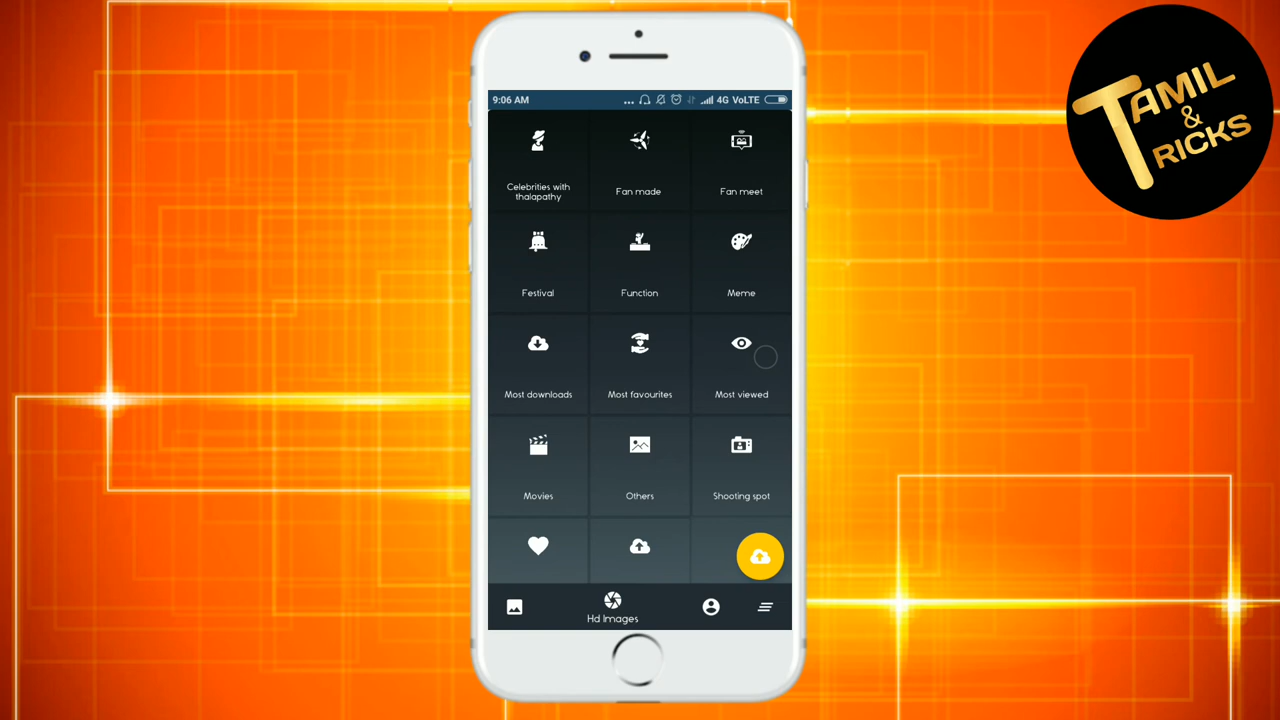 TAMIL
&
TRICKS
9:06 AM
... 4G VoLTE
Celebrities with
thalapathy
Fan made
Fan meet
Festival
Function
Meme
Most downloads
Most favourites
Most viewed
Movies
Others
Shooting spot
Hd Images